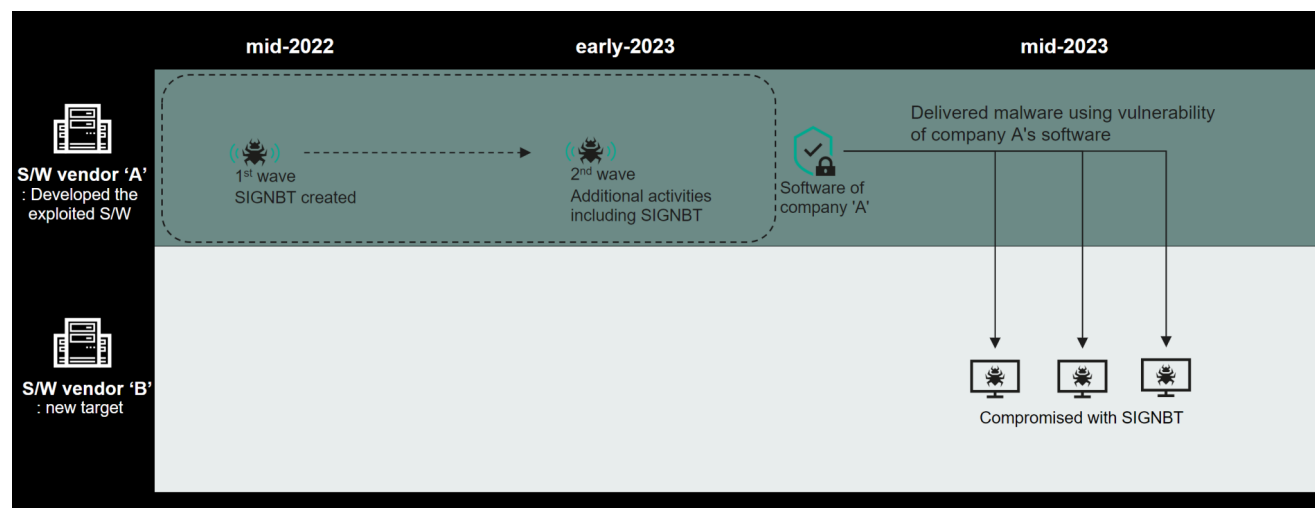 mid-2022
early-2023
mid-2023
S/W vendor ‘A’
: Developed the
exploited S/W
1st wave
SIGNBT created
2nd wave
Additional activities
including SIGNBT
Software of
company 'A'
Delivered malware using vulnerability
of company A's software
S/W vendor ‘B’
: new target
Compromised with SIGNBT